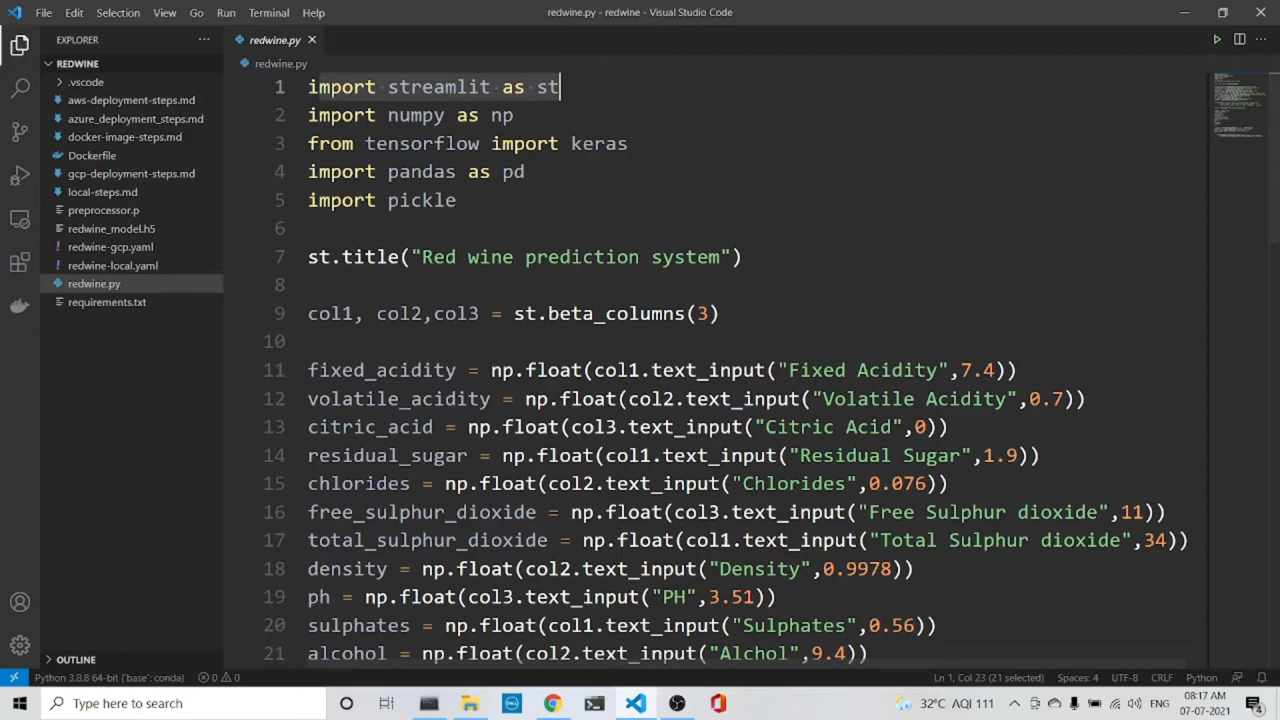 File Edit Selection View Go Run Terminal Help
redwine.py - redwine - Visual Studio Code
EXPLORER
redwine.py
REDWINE
redwine.py
.vscode
aws-deployment-steps.md
azure_deployment_steps.md
docker-image-steps.md
Dockerfile
gcp-deployment-steps.md
local-steps.md
preprocessor.p
redwine_model.h5
redwine-gcp.yaml
redwine-local.yaml
redwine.py
requirements.txt
OUTLINE
1 import streamlit as st
2 import numpy as np
3 from tensorflow import keras
4 import pandas as pd
5 import pickle
6
7 st.title("Red wine prediction system")
8
9 col1, col2,col3 = st.beta_columns(3)
10
11 fixed_acidity = np.float(col1.text_input("Fixed Acidity",7.4))
12 volatile_acidity = np.float(col2.text_input("Volatile Acidity",0.7))
13 citric_acid = np.float(col3.text_input("Citric Acid",0))
14 residual_sugar = np.float(col1.text_input("Residual Sugar",1.9))
15 chlorides = np.float(col2.text_input("Chlorides",0.076))
16 free_sulphur_dioxide = np.float(col3.text_input("Free Sulphur dioxide",11))
17 total_sulphur_dioxide = np.float(col1.text_input("Total Sulphur dioxide",34))
18 density = np.float(col2.text_input("Density",0.9978))
19 ph = np.float(col3.text_input("PH",3.51))
20 sulphates = np.float(col1.text_input("Sulphates",0.56))
21 alcohol = np.float(col2.text_input("Alchol",9.4))
Python 3.8.8 64-bit ('base': conda) 0 0 Ln 1, Col 23 (21 selected) Spaces: 4 UTF-8 CRLF Python
Type here to search
32°C AQI 111 ENG
08:17 AM
07-07-2021
4